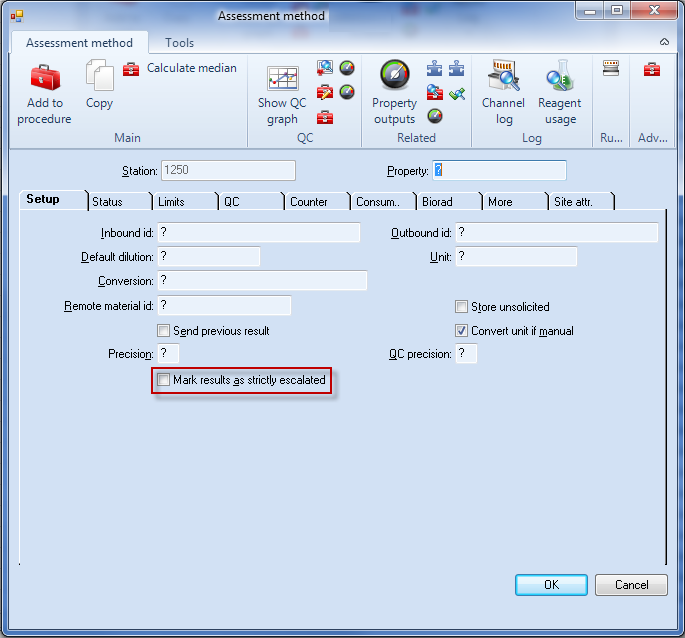 Assessment method
Assessment method Tools
Add to procedure
Copy
Calculate median
Show QC graph
Property outputs
Channel log
Reagent usage
Main QC Related Log Ru... Adv...
Station: 1250 Property: ?
Setup Status Limits QC Counter Consum.. Biorad More Site attr.
Inbound id: ? Outbound id: ?
Default dilution: ? Unit: ?
Conversion: ?
Remote material id: ? Store unsolicited
Send previous result Convert unit if manual
Precision: ? QC precision: ?
Mark results as strictly escalated
OK Cancel